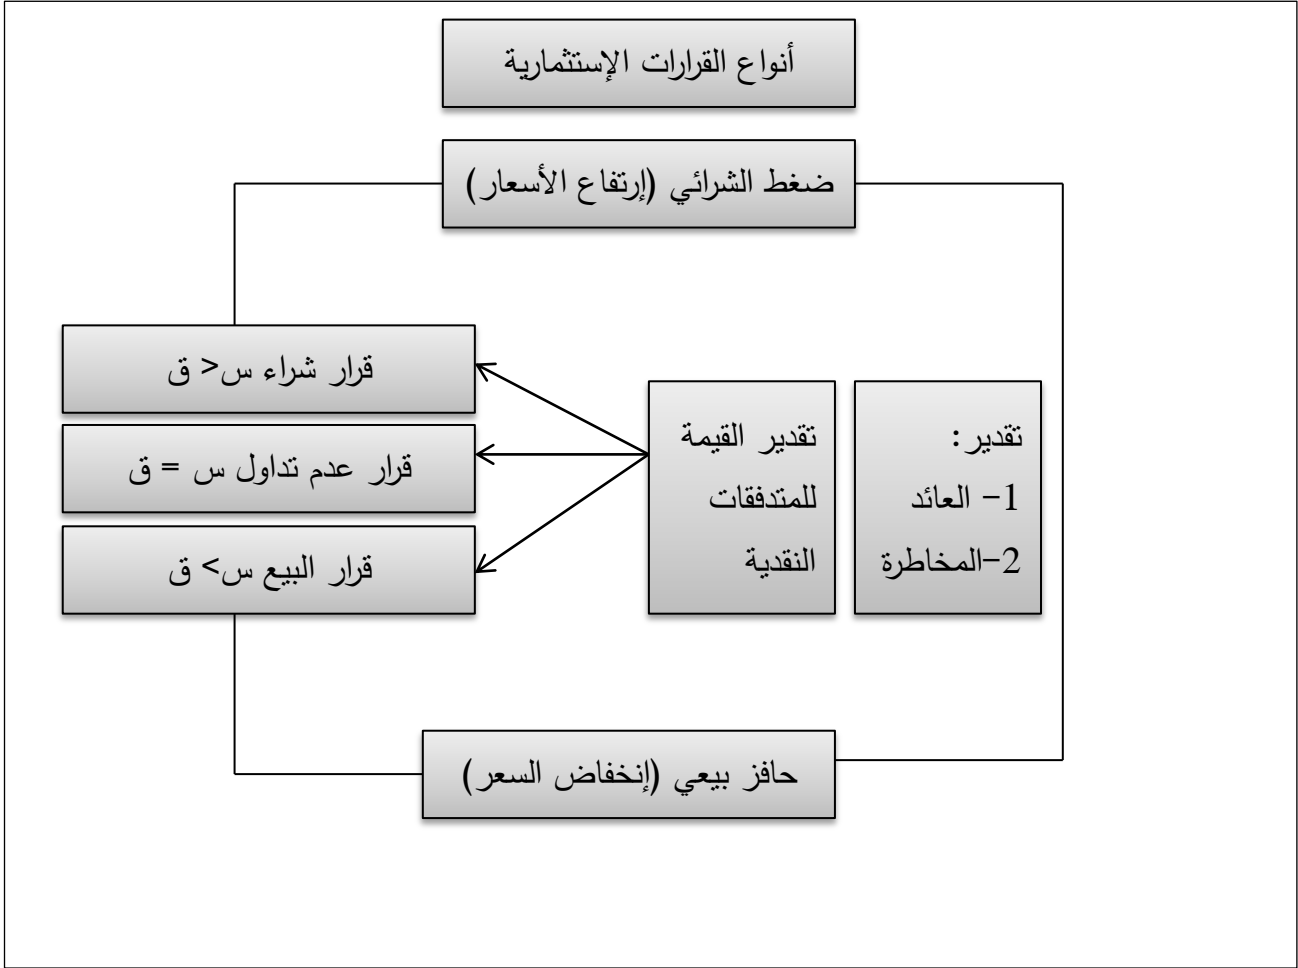 أنواع القرارات الإستثمارية
ضغط الشرائي (إرتفاع الأسعار)
تقدير:
1- العائد
2-المخاطرة
تقدير القيمة
للمتدفقات
النقدية
قرار شراء س< ق
قرار عدم تداول س = ق
قرار البيع س> ق
حافز بيعي (إنخفاض السعر)